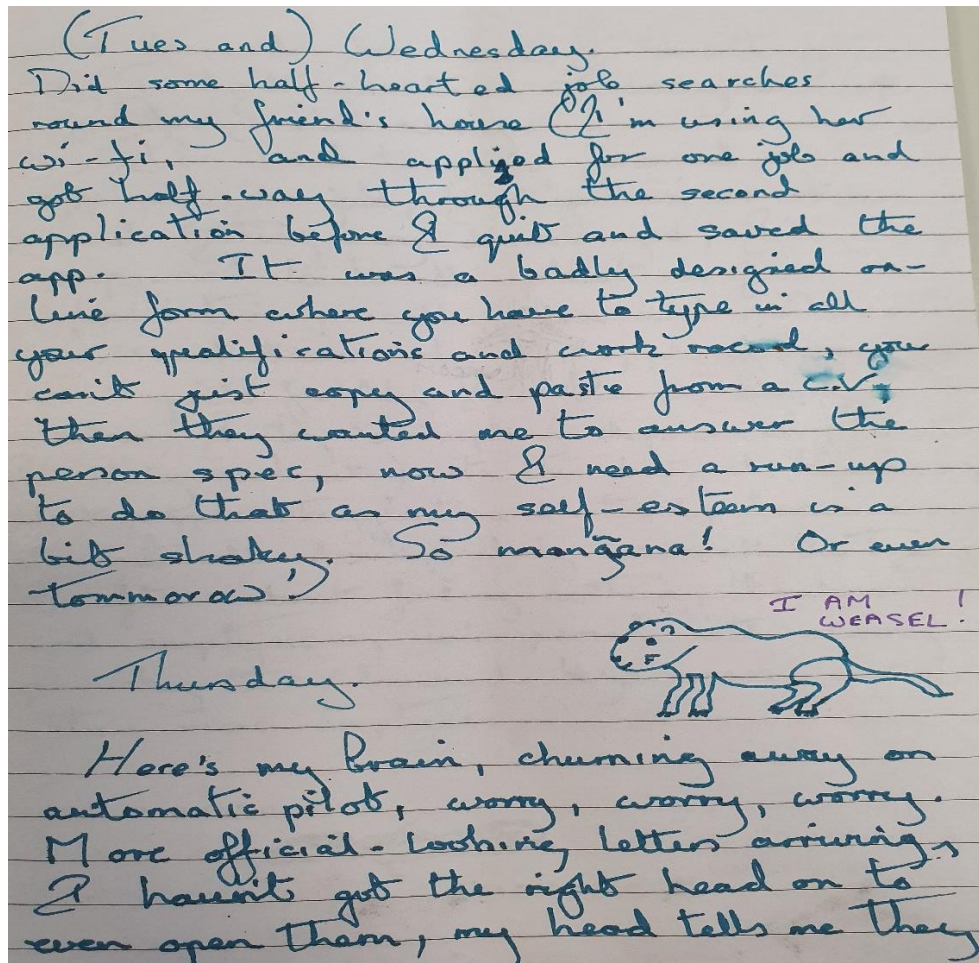 (Tues and) Wednesday.
Did some half-hearted job searches
round my friend's house (I'm using her
wi-fi, and applied for one job and
got half-way through the second
application before I quit and saved the
app. It was a badly designed on-
line form where you have to type in all
your qualifications and work record, you
can't just copy and paste from a C.V,
then they wanted me to answer the
person spec, now I need a run-up
to do that as my self-esteem is a
bit shakey. So mañana! Or even
tommorow!
I AM
WEASEL!
Thursday.
Here's my brain, churning away on
automatic pilot, worry, worry, worry.
More official-looking letters arriving,
I haven't got the right head on to
even open them, my head tells me they